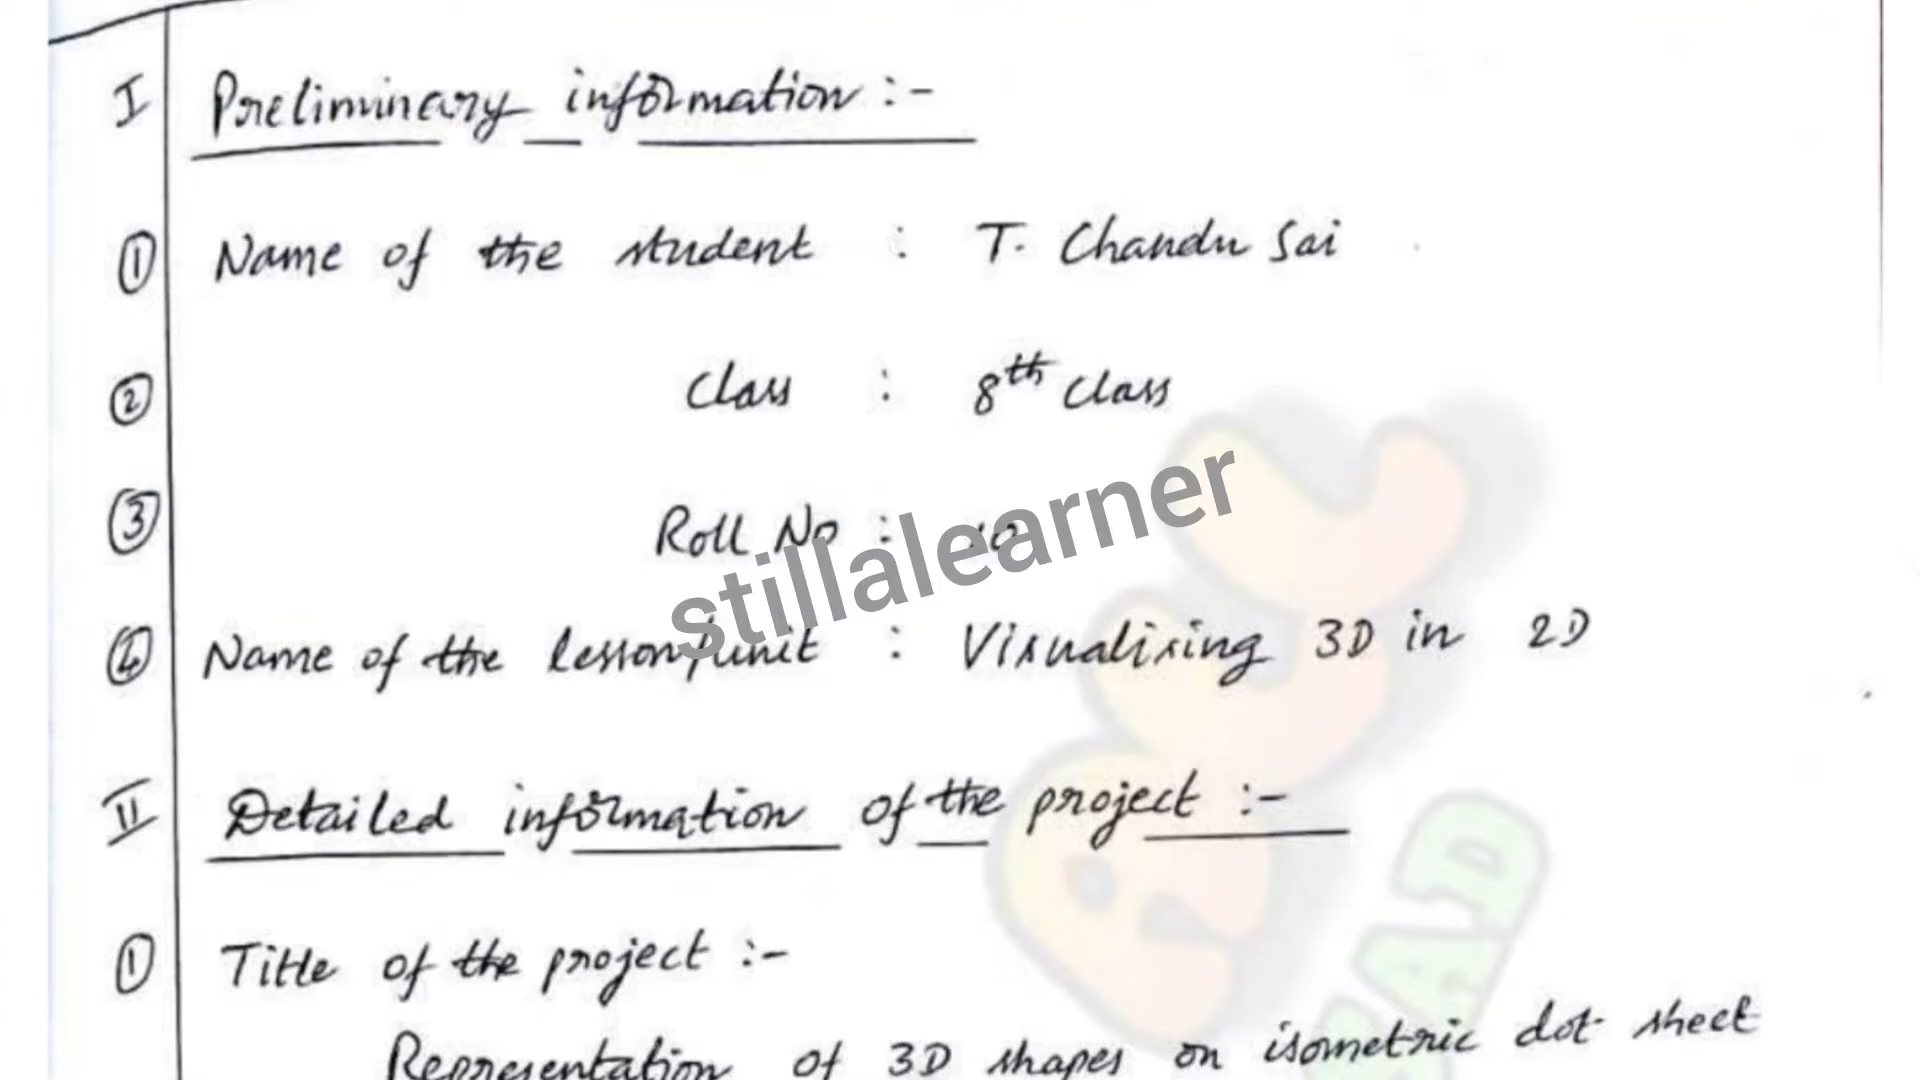 I Preliminary information :-
① Name of the student : T. Chandu Sai
② Class : 8th Class
③ Roll No : 10
stillalearner
④ Name of the lesson/unit : Visualising 3D in 2D
II Detailed information of the project :-
① Title of the project :-
Representation of 3D shapes on isometric dot sheet